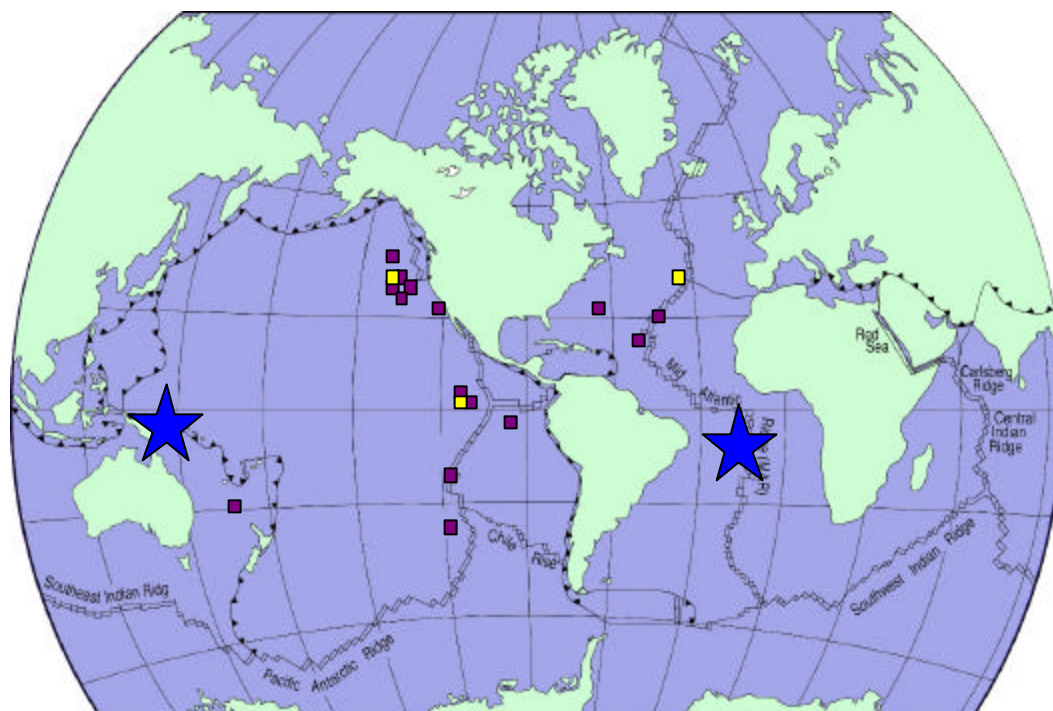 Red
Sea
Carlsberg
Ridge
Mid
Atlantic
Central
Indian
Ridge
Chile
Rise
Southeast Indian Ridg
Southwest Indian Ridge
Pacific Antarctic Ridge